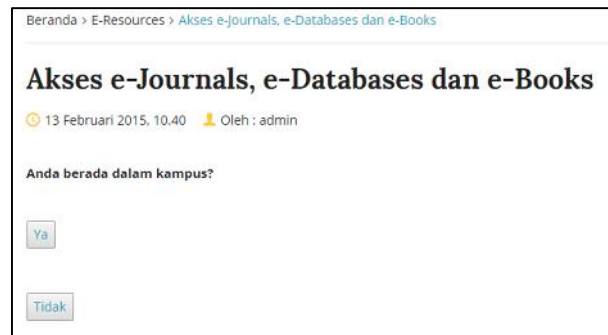 Beranda > E-Resources > Akses e-Journals, e-Databases dan e-Books
Akses e-Journals, e-Databases dan e-Books
13 Februari 2015, 10.40 Oleh : admin
Anda berada dalam kampus?
Ya
Tidak